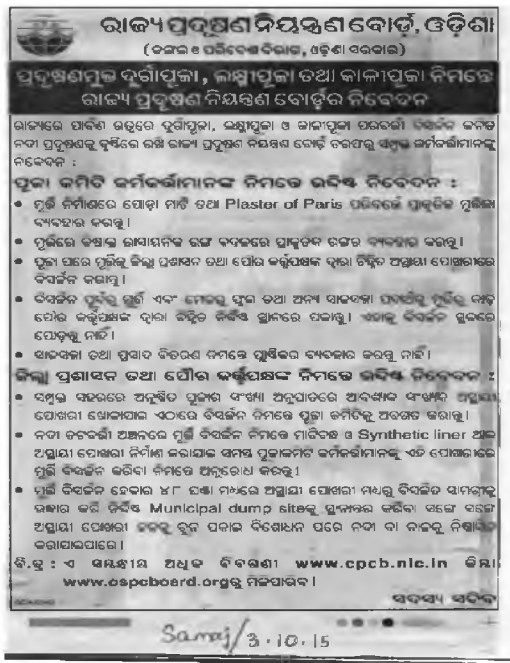 ରାଜ୍ୟ ପ୍ରଦୂଷଣ ନିୟନ୍ତ୍ରଣ ବୋର୍ଡ଼, ଓଡ଼ିଶା
(ଜଙ୍ଗଲ ଓ ପରିବେଶ ବିଭାଗ, ଓଡ଼ିଶା ସରକାର)
ପ୍ରଦୂଷଣମୁକ୍ତ ଦୁର୍ଗାପୂଜା, ଲକ୍ଷ୍ମୀପୂଜା ତଥା କାଳୀପୂଜା ନିମନ୍ତେ
ରାଜ୍ୟ ପ୍ରଦୂଷଣ ନିୟନ୍ତ୍ରଣ ବୋର୍ଡ଼ର ନିବେଦନ
ରାଜ୍ୟରେ ପାଳିତ ଉତ୍ସବ ଦୁର୍ଗାପୂଜା, ଲକ୍ଷ୍ମୀପୂଜା ଓ କାଳୀପୂଜା ପରବର୍ତ୍ତୀ ବିସର୍ଜନ ଜନିତ
ନଦୀ ପ୍ରଦୂଷଣକୁ ଦୃଷ୍ଟିରେ ରଖି ରାଜ୍ୟ ପ୍ରଦୂଷଣ ନିୟନ୍ତ୍ରଣ ବୋର୍ଡ଼ ତରଫରୁ ସମ୍ପୃକ୍ତ କର୍ମକର୍ତ୍ତାମାନଙ୍କୁ
ନିବେଦନ :
ପୂଜା କମିଟି କର୍ମକର୍ତ୍ତାମାନଙ୍କ ନିମନ୍ତେ ଉଦ୍ଦିଷ୍ଟ ନିବେଦନ :
• ମୂର୍ତ୍ତି ନିର୍ମାଣରେ ପୋଡ଼ା ମାଟି ତଥା Plaster of Paris ପରିବର୍ତ୍ତେ ପ୍ରାକୃତିକ ମୃତ୍ତିକା
ବ୍ୟବହାର କରନ୍ତୁ ।
• ମୂର୍ତ୍ତିରେ ବିଷାକ୍ତ ରାସାୟନିକ ରଙ୍ଗ ବଦଳରେ ପ୍ରାକୃତିକ ରଙ୍ଗର ବ୍ୟବହାର କରନ୍ତୁ ।
• ପୂଜା ପରେ ମୂର୍ତ୍ତିକୁ ଜିଲ୍ଲା ପ୍ରଶାସନ ତଥା ପୌର କର୍ତ୍ତୃପକ୍ଷଙ୍କ ଦ୍ୱାରା ଚିହ୍ନିତ ଅସ୍ଥାୟୀ ପୋଖରୀରେ
ବିସର୍ଜନ କରାନ୍ତୁ ।
• ବିସର୍ଜନ ପୂର୍ବରୁ ମୂର୍ତ୍ତି ଏବଂ ମେଢ଼ରୁ ଫୁଲ ତଥା ଅନ୍ୟ ସାଜସଜ୍ଜା ମୂର୍ତ୍ତିରୁ କାଢ଼ି
ପୌର କର୍ତ୍ତୃପକ୍ଷଙ୍କ ଦ୍ୱାରା ଚିହ୍ନିତ ନିର୍ଦ୍ଦିଷ୍ଟ ସ୍ଥାନରେ ପକାନ୍ତୁ । ଏହାକୁ ବିସର୍ଜନ ସ୍ଥଳରେ
ପୋଡ଼ନ୍ତୁ ନାହିଁ ।
• ସାଜସଜ୍ଜା ତଥା ପ୍ରସାଦ ବିତରଣ ନିମନ୍ତେ ପ୍ଲାଷ୍ଟିକର ବ୍ୟବହାର କରନ୍ତୁ ନାହିଁ ।
ଜିଲ୍ଲା ପ୍ରଶାସନ ତଥା ପୌର କର୍ତ୍ତୃପକ୍ଷଙ୍କ ନିମନ୍ତେ ଉଦ୍ଦିଷ୍ଟ ନିବେଦନ :
• ସମ୍ପୃକ୍ତ ସହରରେ ଅନୁଷ୍ଠିତ ପୂଜାର ସଂଖ୍ୟା ଅନୁପାତରେ ଆବଶ୍ୟକ ସଂଖ୍ୟକ ଅସ୍ଥାୟୀ
ପୋଖରୀ ଖୋଳାଯାଇ ଏଠାରେ ବିସର୍ଜନ ନିମନ୍ତେ ପୂଜା କମିଟିକୁ ଅବଗତ କରାନ୍ତୁ ।
• ନଦୀ ତଟବର୍ତ୍ତୀ ଅଞ୍ଚଳରେ ମୂର୍ତ୍ତି ବିସର୍ଜନ ନିମନ୍ତେ ମାଟିବନ୍ଧ ଓ Synthetic liner ଥାଇ
ଅସ୍ଥାୟୀ ପୋଖରୀ ନିର୍ମାଣ କରାଯାଇ ସମସ୍ତ ପୂଜାକମିଟି କର୍ମକର୍ତ୍ତାମାନଙ୍କୁ ଏହି ପୋଖରୀରେ
ମୂର୍ତ୍ତି ବିସର୍ଜନ କରିବା ନିମନ୍ତେ ଅନୁରୋଧ କରନ୍ତୁ ।
• ମୂର୍ତ୍ତି ବିସର୍ଜନ ହେବାର ୪୮ ଘଣ୍ଟା ମଧ୍ୟରେ ଅସ୍ଥାୟୀ ପୋଖରୀ ମଧ୍ୟରୁ ବିସର୍ଜିତ ସାମଗ୍ରୀକୁ
ଉଦ୍ଧାର କରି ନିର୍ଦ୍ଦିଷ୍ଟ Municipal dump siteକୁ ସ୍ଥାନାନ୍ତର କରିବା ସଙ୍ଗେ ସଙ୍ଗେ
ଅସ୍ଥାୟୀ ପୋଖରୀ ଜଳକୁ ଚୂନ ପକାଇ ବିଶୋଧନ ପରେ ନଦୀ ବା ନାଳକୁ ନିଷ୍କାସନ
କରାଯାଇପାରେ ।
ବି.ଦ୍ର : ଏ ସମ୍ବନ୍ଧୀୟ ଅଧିକ ବିବରଣୀ www.cpcb.nic.in କିମ୍ବା
www.ospcboard.orgରୁ ମିଳିପାରିବ ।
ସଦସ୍ୟ ସଚିବ
Samaj/3.10.15